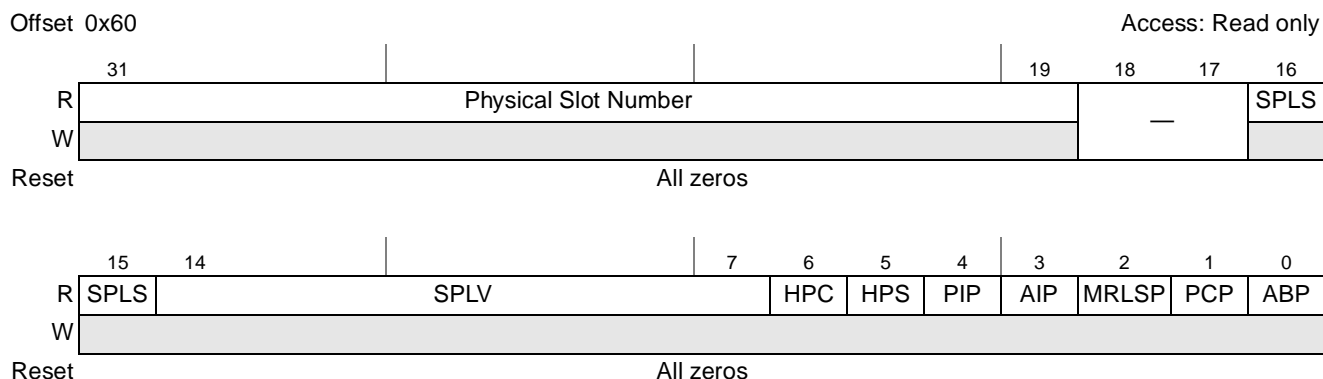 Offset 0x60 Access: Read only
31 19 18 17 16
R Physical Slot Number — SPLS
W
Reset All zeros
15 14 7 6 5 4 3 2 1 0
R SPLS SPLV HPC HPS PIP AIP MRLSP PCP ABP
W
Reset All zeros